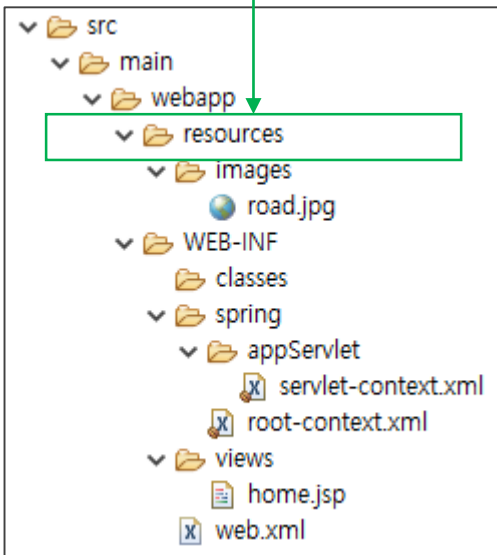 src
main
webapp
resources
images
road.jpg
WEB-INF
classes
spring
appServlet
servlet-context.xml
root-context.xml
views
home.jsp
web.xml